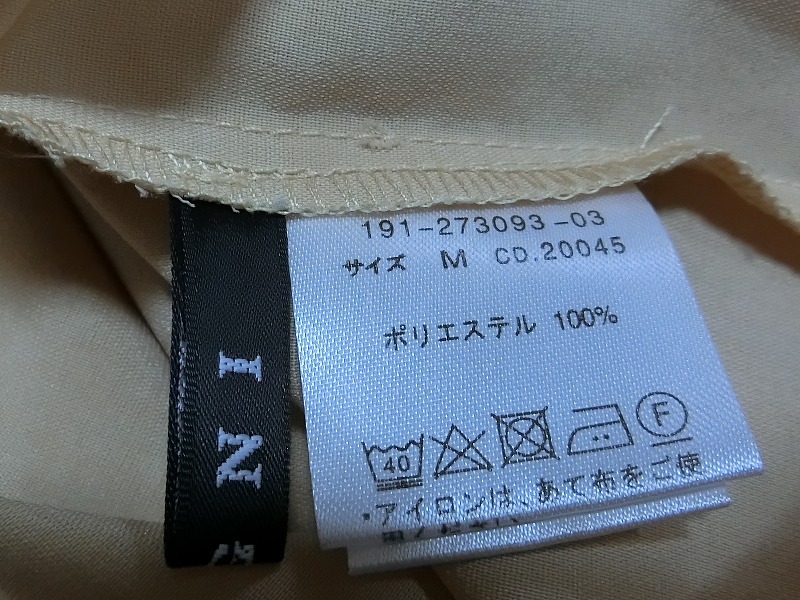 191-273093-03
サイズ M CD.20045
ポリエステル 100%
40 F
・アイロンは、あて布をご使
I N